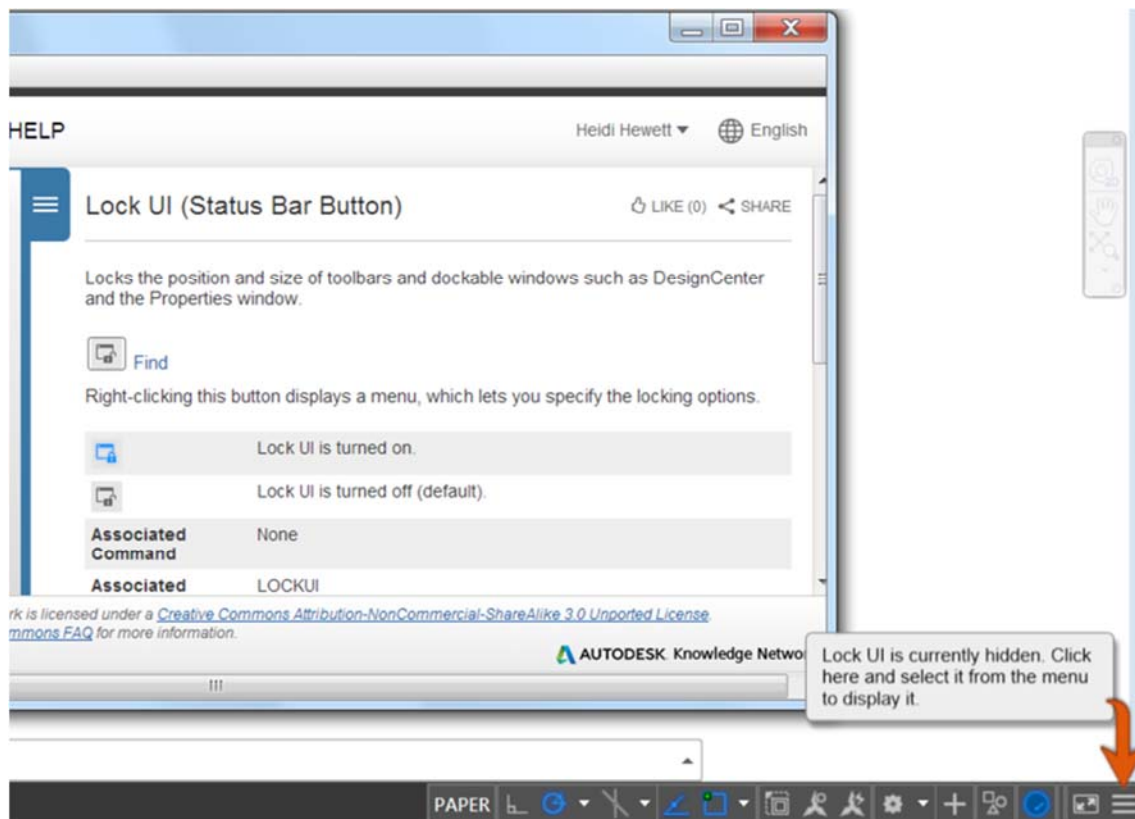 HELP
Heidi Hewett
English
Lock UI (Status Bar Button)
LIKE (0)
SHARE
Locks the position and size of toolbars and dockable windows such as DesignCenter
and the Properties window.
Find
Right-clicking this button displays a menu, which lets you specify the locking options.
Lock UI is turned on.
Lock UI is turned off (default).
Associated
Command
None
Associated
LOCKUI
rk is licensed under a Creative Commons Attribution-NonCommercial-ShareAlike 3.0 Unported License.
mmons FAQ for more information.
AUTODESK. Knowledge Networ
Lock UI is currently hidden. Click
here and select it from the menu
to display it.
PAPER